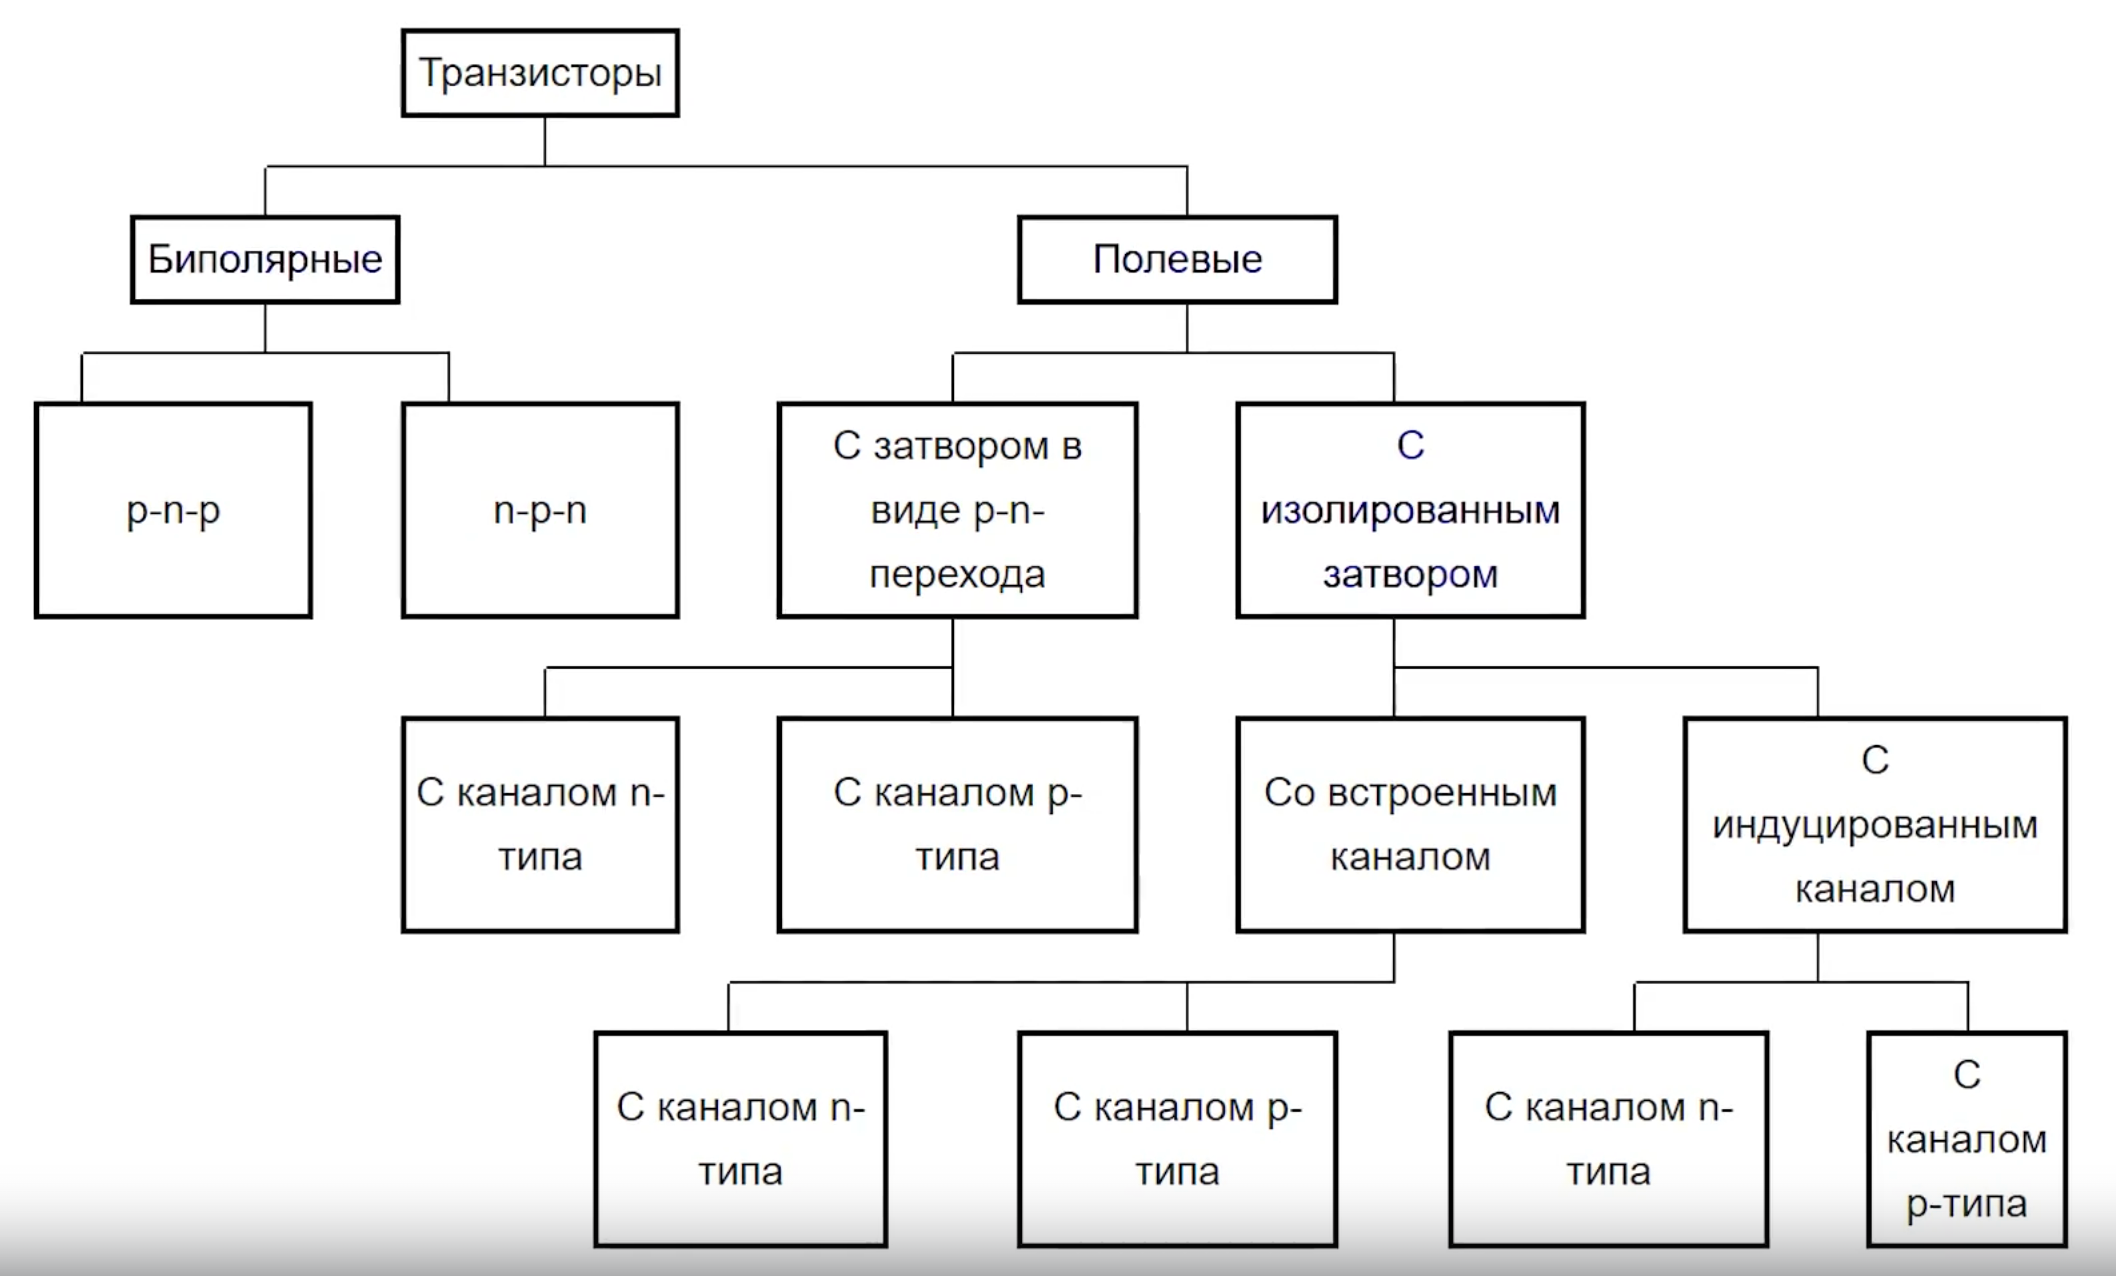 Транзисторы
Биполярные
Полевые
p-n-p
n-p-n
С затвором в
виде p-n-
перехода
С
изолированным
затвором
С каналом n-
типа
С каналом p-
типа
Со встроенным
каналом
С
индуцированным
каналом
С каналом n-
типа
С каналом p-
типа
С каналом n-
типа
С
каналом
p-типа